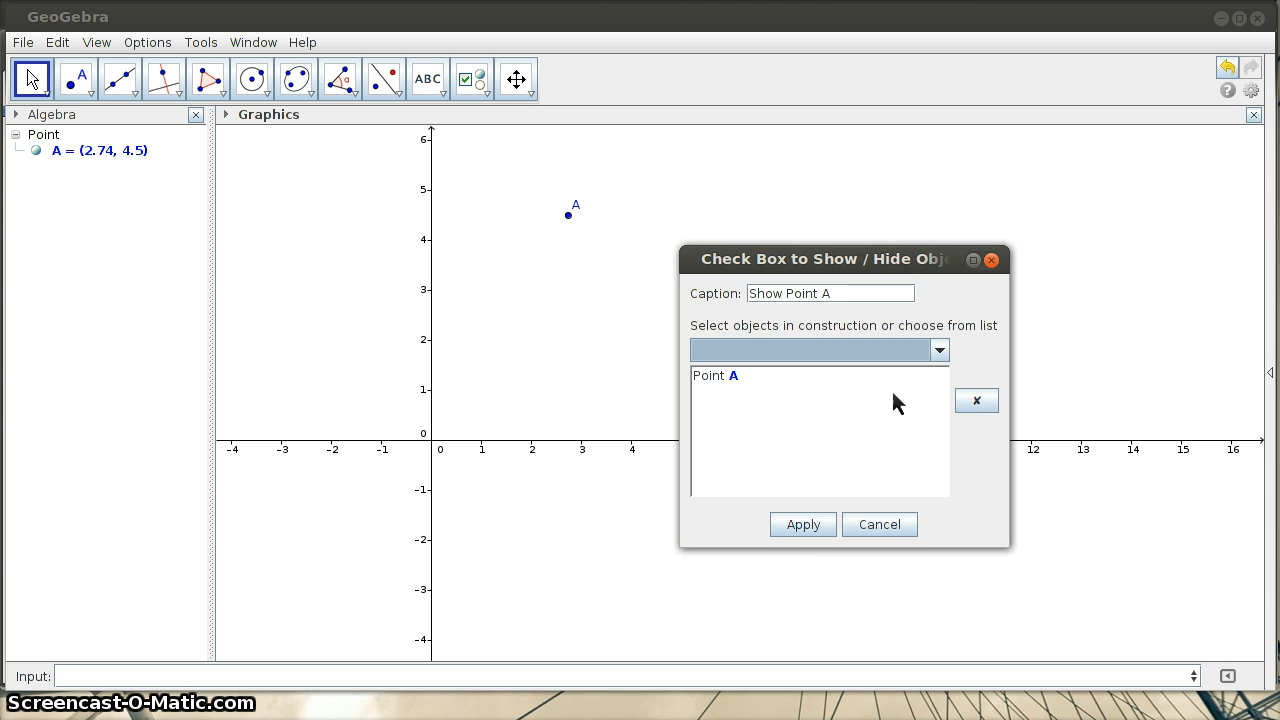 GeoGebra
File Edit View Options Tools Window Help
A
α
ABC
?
Algebra
Graphics
Point
A = (2.74, 4.5)
6
5
4
3
2
1
0
-1
-2
-3
-4
-4 -3 -2 -1 0 1 2 3 4 12 13 14 15 16
A
Check Box to Show / Hide Obje
Caption: Show Point A
Select objects in construction or choose from list
Point A
Apply Cancel
Input:
Screencast-O-Matic.com